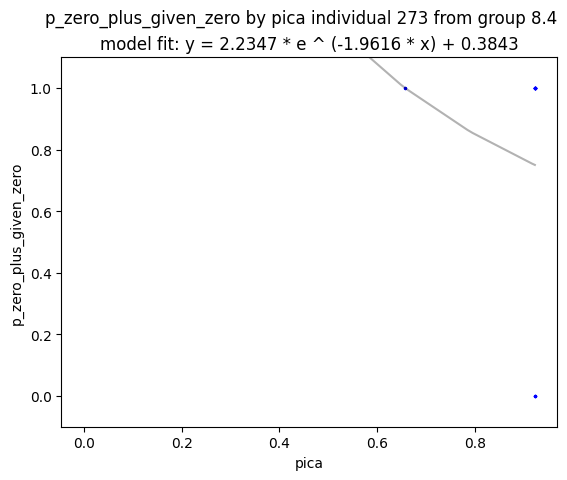 p_zero_plus_given_zero by pica individual 273 from group 8.4
model fit: y = 2.2347 * e ^ (-1.9616 * x) + 0.3843
1.0
0.8
0.6
0.4
0.2
0.0
p_zero_plus_given_zero
0.0 0.2 0.4 0.6 0.8
pica